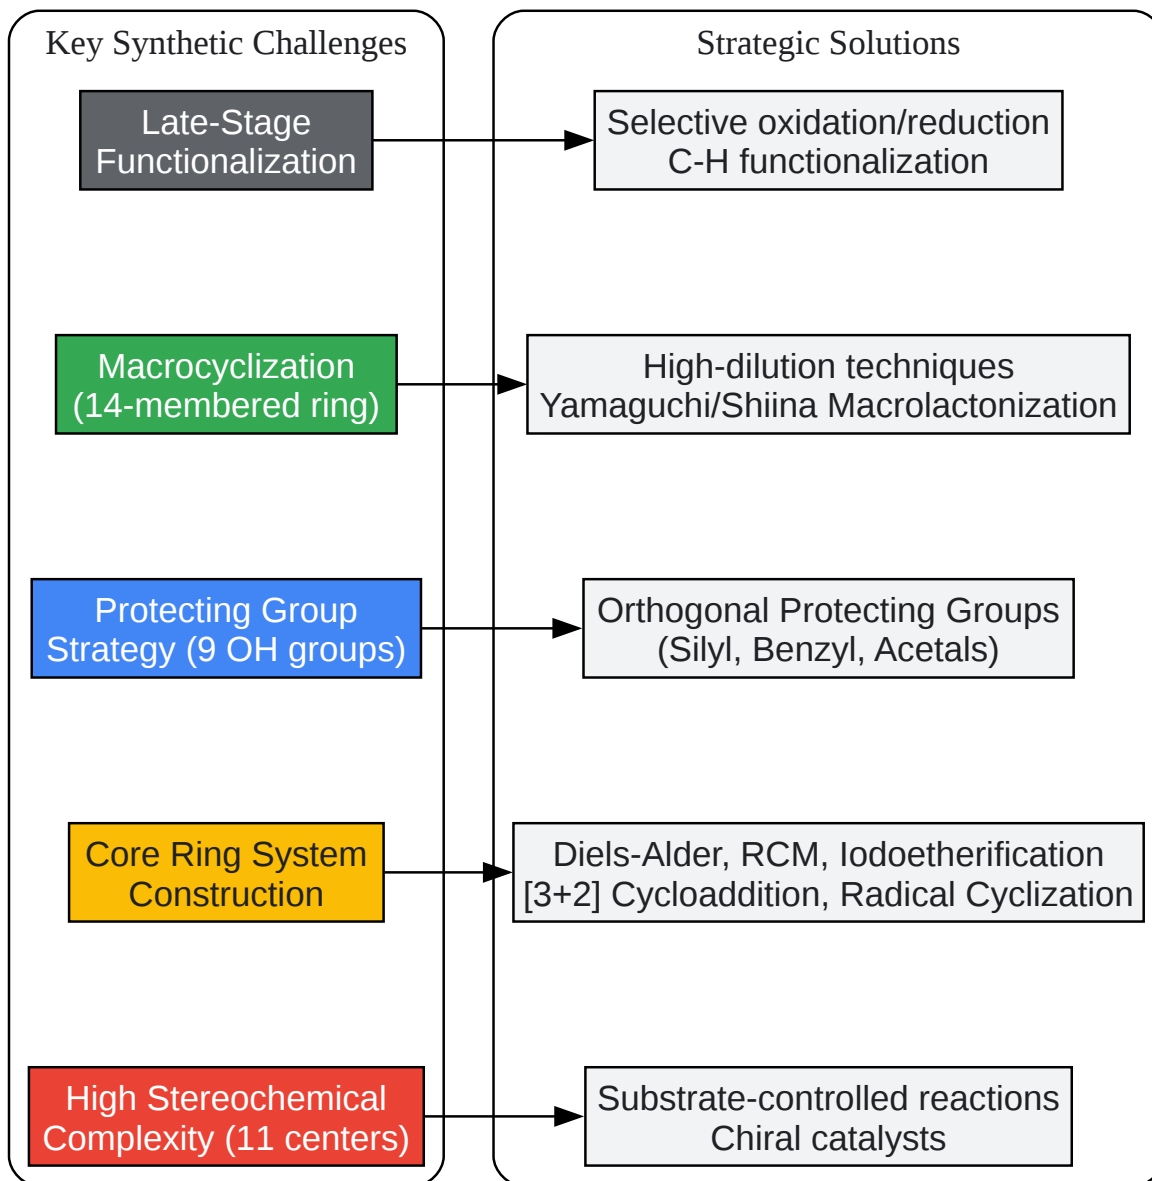 Key Synthetic Challenges
Strategic Solutions
Late-Stage
Functionalization
Selective oxidation/reduction
C-H functionalization
Macrocyclization
(14-membered ring)
High-dilution techniques
Yamaguchi/Shiina Macrolactonization
Protecting Group
Strategy (9 OH groups)
Orthogonal Protecting Groups
(Silyl, Benzyl, Acetals)
Core Ring System
Construction
Diels-Alder, RCM, Iodoetherification
[3+2] Cycloaddition, Radical Cyclization
High Stereochemical
Complexity (11 centers)
Substrate-controlled reactions
Chiral catalysts